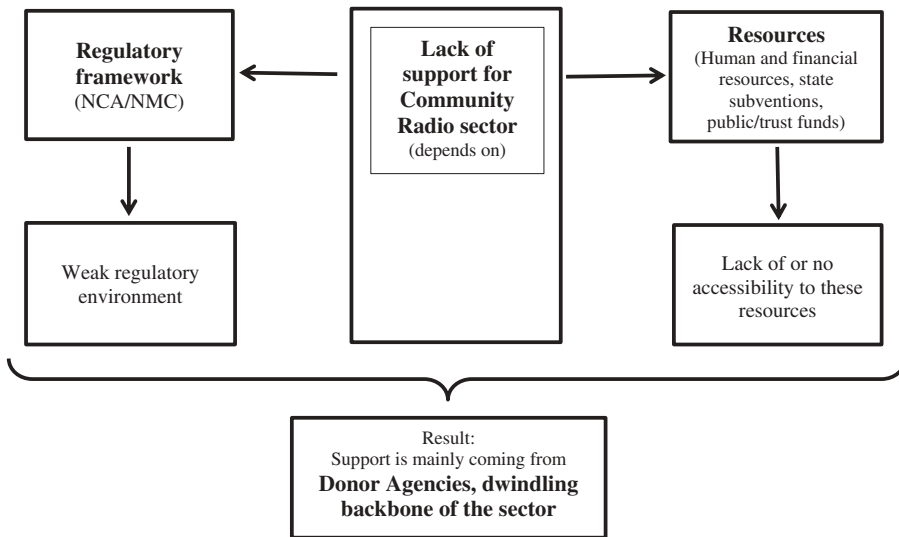 Regulatory
framework
(NCA/NMC)
Lack of
support for
Community
Radio sector
(depends on)
Resources
(Human and financial
resources, state
subventions,
public/trust funds)
Weak regulatory
environment
Lack of or no
accessibility to these
resources
Result:
Support is mainly coming from
Donor Agencies, dwindling
backbone of the sector